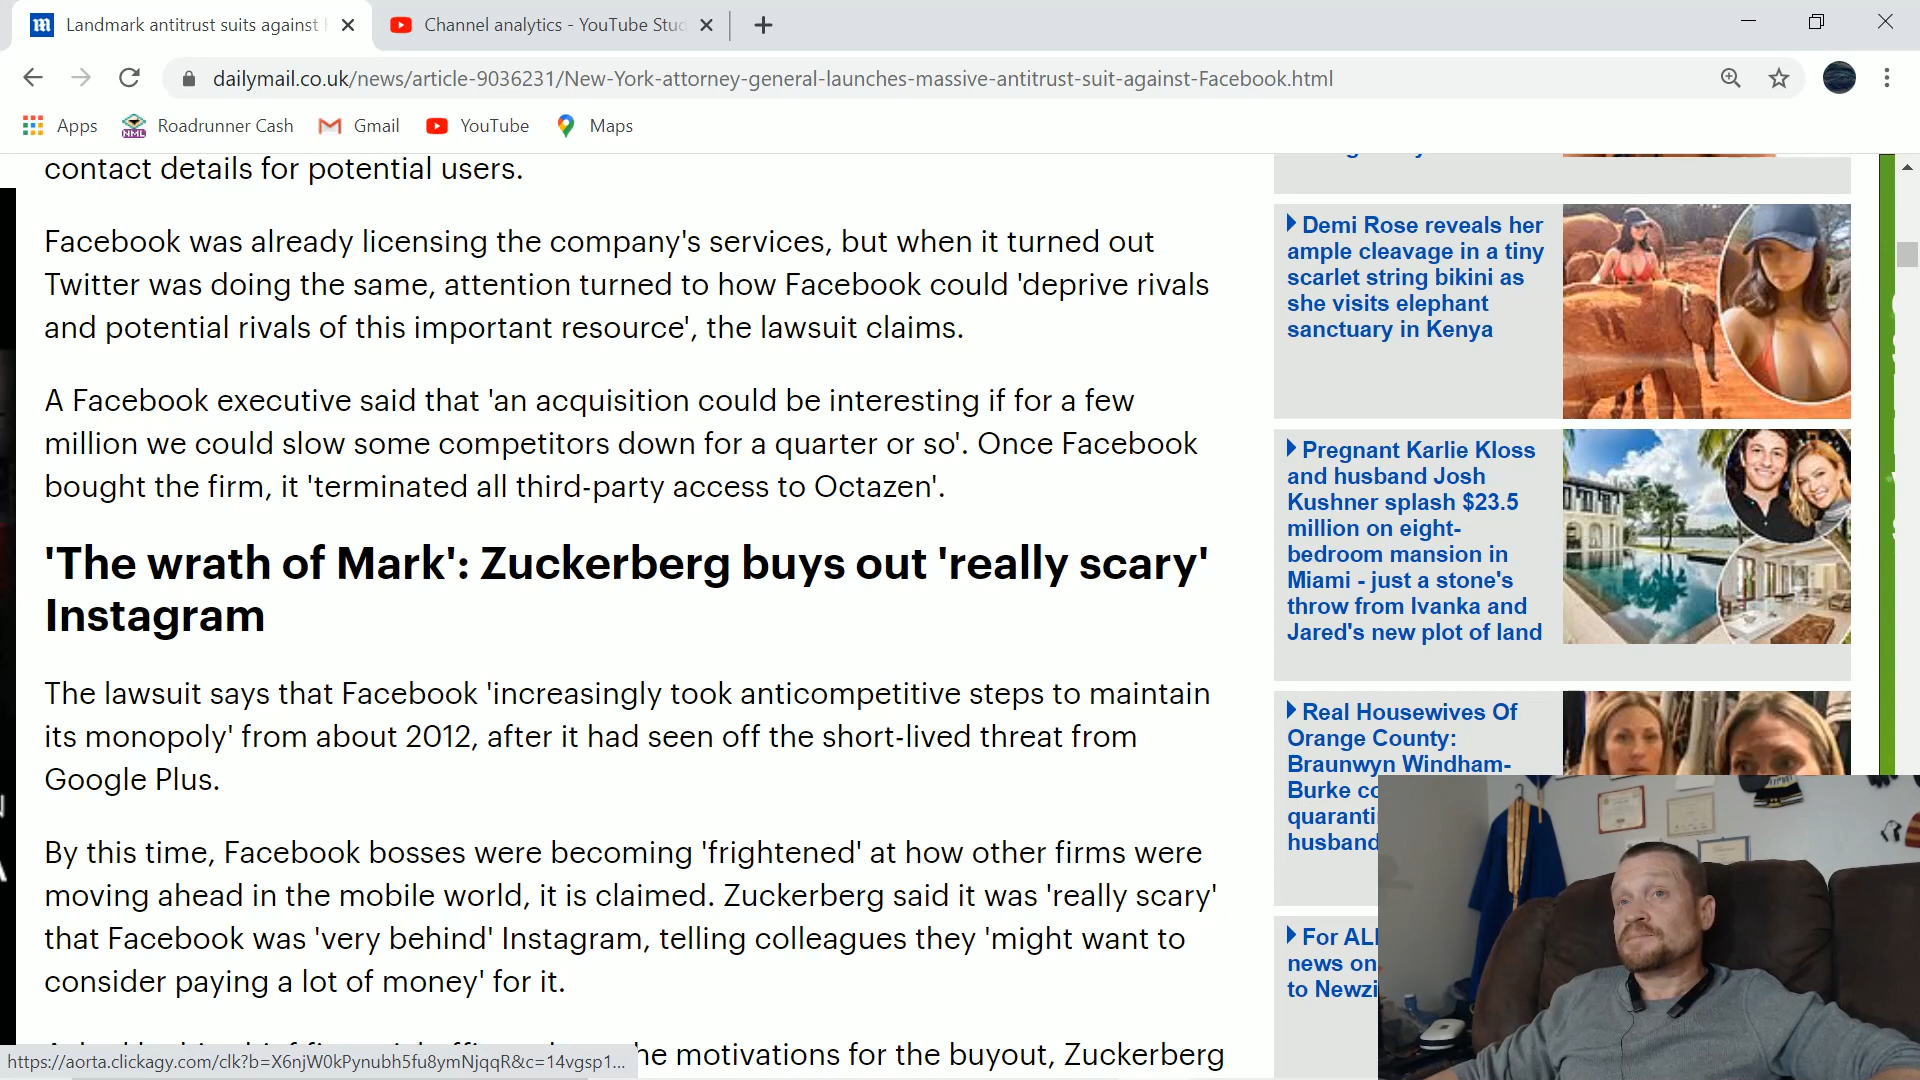 Landmark antitrust suits against
Channel analytics - YouTube Stud
dailymail.co.uk/news/article-9036231/New-York-attorney-general-launches-massive-antitrust-suit-against-Facebook.html
Apps
Roadrunner Cash
Gmail
YouTube
Maps
contact details for potential users.
Facebook was already licensing the company's services, but when it turned out
Twitter was doing the same, attention turned to how Facebook could 'deprive rivals
and potential rivals of this important resource', the lawsuit claims.
A Facebook executive said that 'an acquisition could be interesting if for a few
million we could slow some competitors down for a quarter or so'. Once Facebook
bought the firm, it 'terminated all third-party access to Octazen'.
'The wrath of Mark': Zuckerberg buys out 'really scary'
Instagram
The lawsuit says that Facebook 'increasingly took anticompetitive steps to maintain
its monopoly' from about 2012, after it had seen off the short-lived threat from
Google Plus.
By this time, Facebook bosses were becoming 'frightened' at how other firms were
moving ahead in the mobile world, it is claimed. Zuckerberg said it was 'really scary'
that Facebook was 'very behind' Instagram, telling colleagues they 'might want to
consider paying a lot of money' for it.
he motivations for the buyout, Zuckerberg
https://aorta.clickagy.com/clk?b=X6njW0kPynubh5fu8ymNjqqR&c=14vgsp1...
Demi Rose reveals her
ample cleavage in a tiny
scarlet string bikini as
she visits elephant
sanctuary in Kenya
Pregnant Karlie Kloss
and husband Josh
Kushner splash $23.5
million on eight-
bedroom mansion in
Miami - just a stone's
throw from Ivanka and
Jared's new plot of land
Real Housewives Of
Orange County:
Braunwyn Windham-
Burke co
quaranti
husband
For ALL
news on
to Newzi